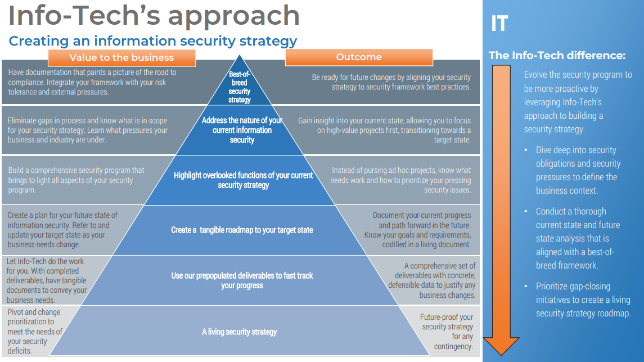 Info-Tech's approach
Creating an information security strategy
Value to the business
Outcome
Have documentation that paints a picture of the road to
compliance. Integrate your framework with your risk
tolerance and external pressures.
Best-of-
breed
security
strategy
Be ready for future changes by aligning your security
strategy to security framework best practices.
Eliminate gaps in process and know what is in scope
for your security strategy. Learn what pressures your
business and industry are under.
Address the nature of your
current information
security
Gain insight into your current state, allowing you to focus
on high-value projects first, transitioning towards a
target state.
Build a comprehensive security program that
brings to light all aspects of your security
program.
Highlight overlooked functions of your current
security strategy
Instead of pursing ad hoc projects, know what
needs work and how to prioritize your pressing
security issues.
Create a plan for your future state of
information security. Refer to and
update your target state as your
business needs change.
Create a tangible roadmap to your target state
Document your current progress
and path forward in the future.
Know your goals and requirements,
codified in a living document.
Let Info-Tech do the work
for you. With completed
deliverables, have tangible
documents to convey your
business needs.
Use our prepopulated deliverables to fast track
your progress
A comprehensive set of
deliverables with concrete,
defensible data to justify any
business changes.
Pivot and change
prioritization to
meet the needs of
your security
deficits.
A living security strategy
Future-proof your
security strategy
for any
contingency.
IT
The Info-Tech difference:
Evolve the security program to
be more proactive by
leveraging Info-Tech's
approach to building a
security strategy.
• Dive deep into security
obligations and security
pressures to define the
business context.
• Conduct a thorough
current state and future
state analysis that is
aligned with a best-of-
breed framework.
• Prioritize gap-closing
initiatives to create a living
security strategy roadmap.